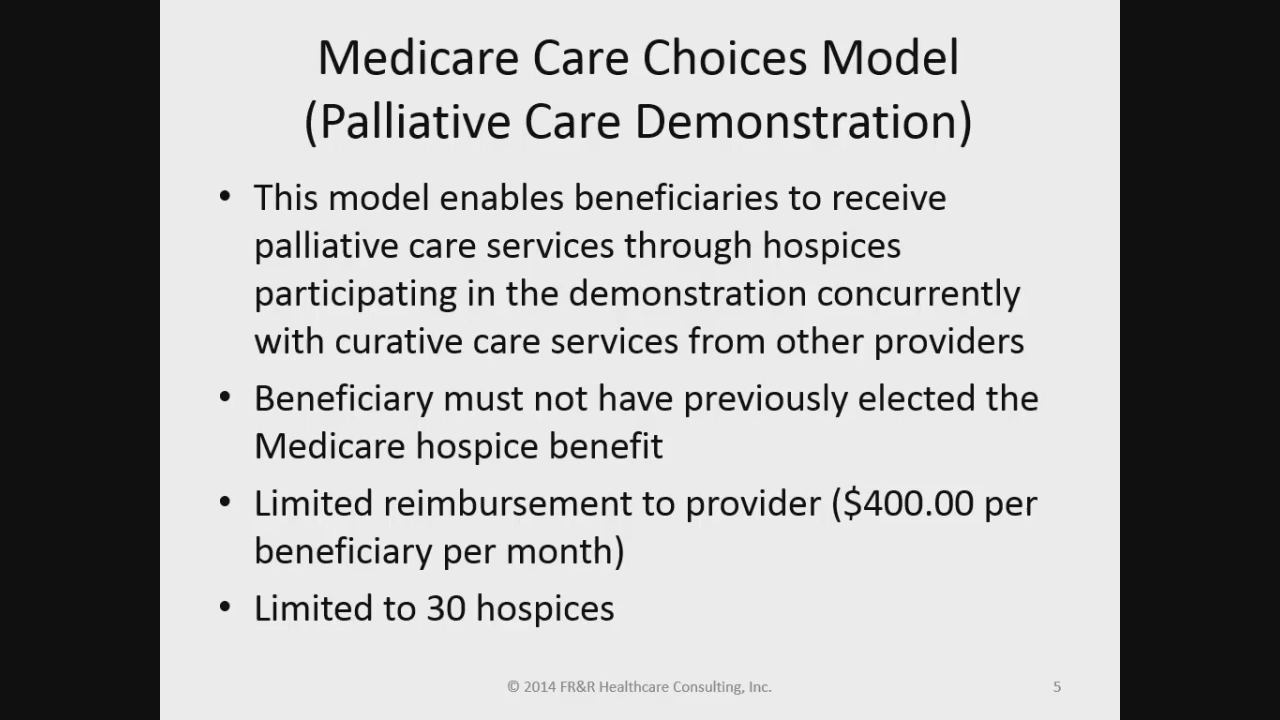 Medicare Care Choices Model
(Palliative Care Demonstration)
• This model enables beneficiaries to receive
palliative care services through hospices
participating in the demonstration concurrently
with curative care services from other providers
• Beneficiary must not have previously elected the
Medicare hospice benefit
• Limited reimbursement to provider ($400.00 per
beneficiary per month)
• Limited to 30 hospices
© 2014 FR&R Healthcare Consulting, Inc.
5